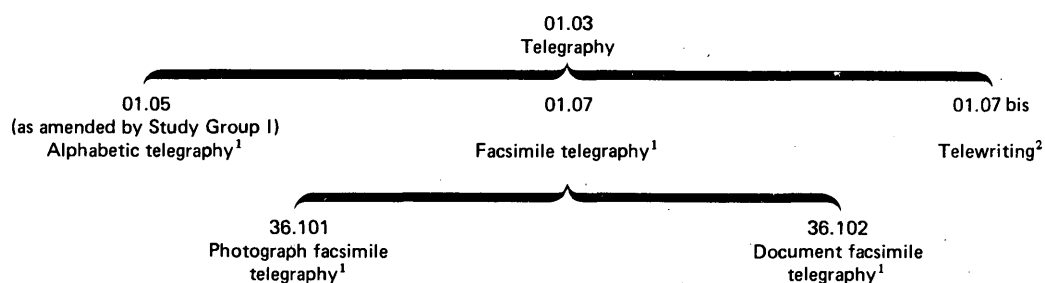 01.03
Telegraphy
01.05
(as amended by Study Group I)
Alphabetic telegraphy¹
01.07
Facsimile telegraphy¹
01.07 bis
Telewriting²
36.101
Photograph facsimile
telegraphy¹
36.102
Document facsimile
telegraphy¹